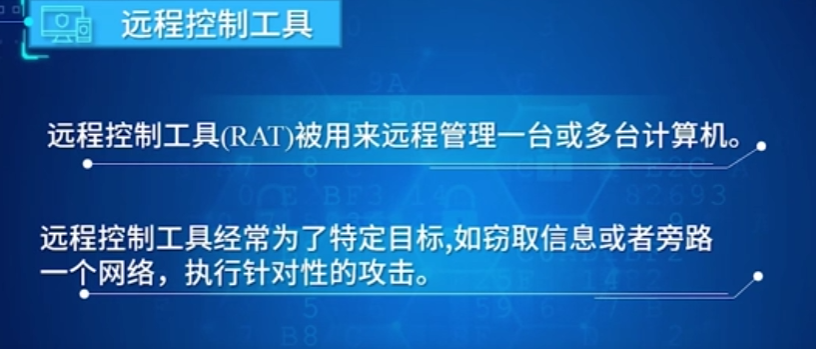 远程控制工具
远程控制工具(RAT)被用来远程管理一台或多台计算机。
远程控制工具经常为了特定目标,如窃取信息或者旁路
一个网络，执行针对性的攻击。